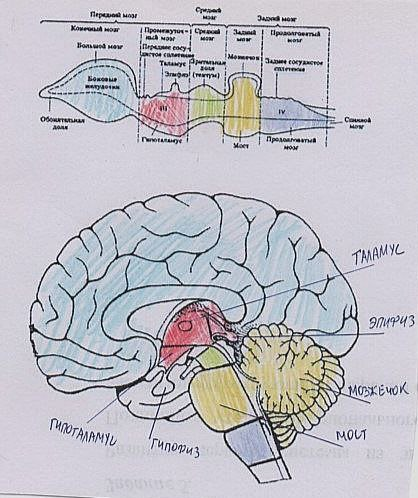 Передний мозг
Средний мозг
Задний мозг
Конечный мозг
Промежуточный мозг
Средний мозг
Задний мозг
Продолговатый мозг
Большой мозг
Переднее сосудистое сплетение
Таламус
Эпифиз
Зрительная доля (тектум)
Мозжечок
Заднее сосудистое сплетение
Боковые желудочки
III
IV
Обонятельная доля
Гипоталамус
Мост
Продолговатый мозг
Спинной мозг
ТАЛАМУС
ЭПИФИЗ
МОЗЖЕЧОК
МОСТ
ГИПОФИЗ
ГИПОТАЛАМУС